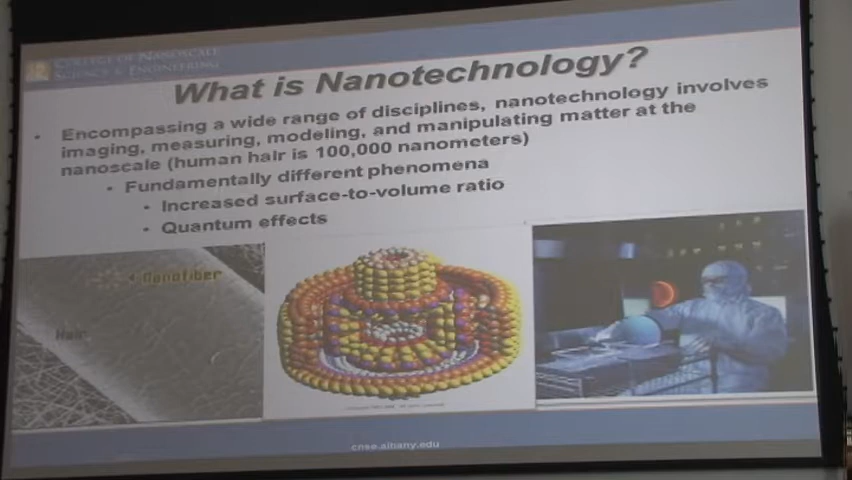 COLLEGE OF NANOSCALE
SCIENCE & ENGINEERING
What is Nanotechnology?
• Encompassing a wide range of disciplines, nanotechnology involves
imaging, measuring, modeling, and manipulating matter at the
nanoscale (human hair is 100,000 nanometers)
• Fundamentally different phenomena
• Increased surface-to-volume ratio
• Quantum effects
Nanofiber
Hair
cnse.albany.edu